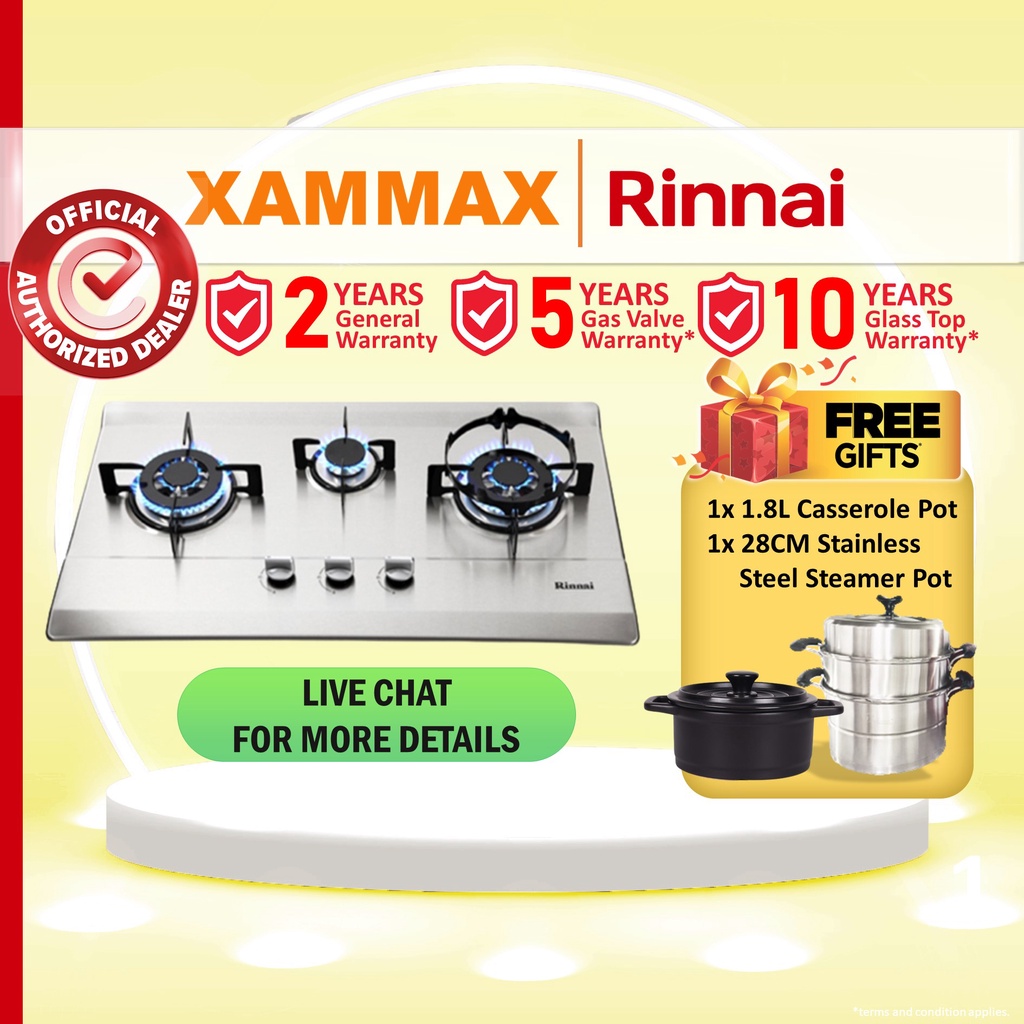 XAMMAX | Rinnai
OFFICIAL
AUTHORIZED DEALER
2 YEARS
General
Warranty
5 YEARS
Gas Valve
Warranty*
10 YEARS
Glass Top
Warranty*
FREE
GIFTS*
1x 1.8L Casserole Pot
1x 28CM Stainless
Steel Steamer Pot
Rinnai
LIVE CHAT
FOR MORE DETAILS
1
*terms and condition applies.